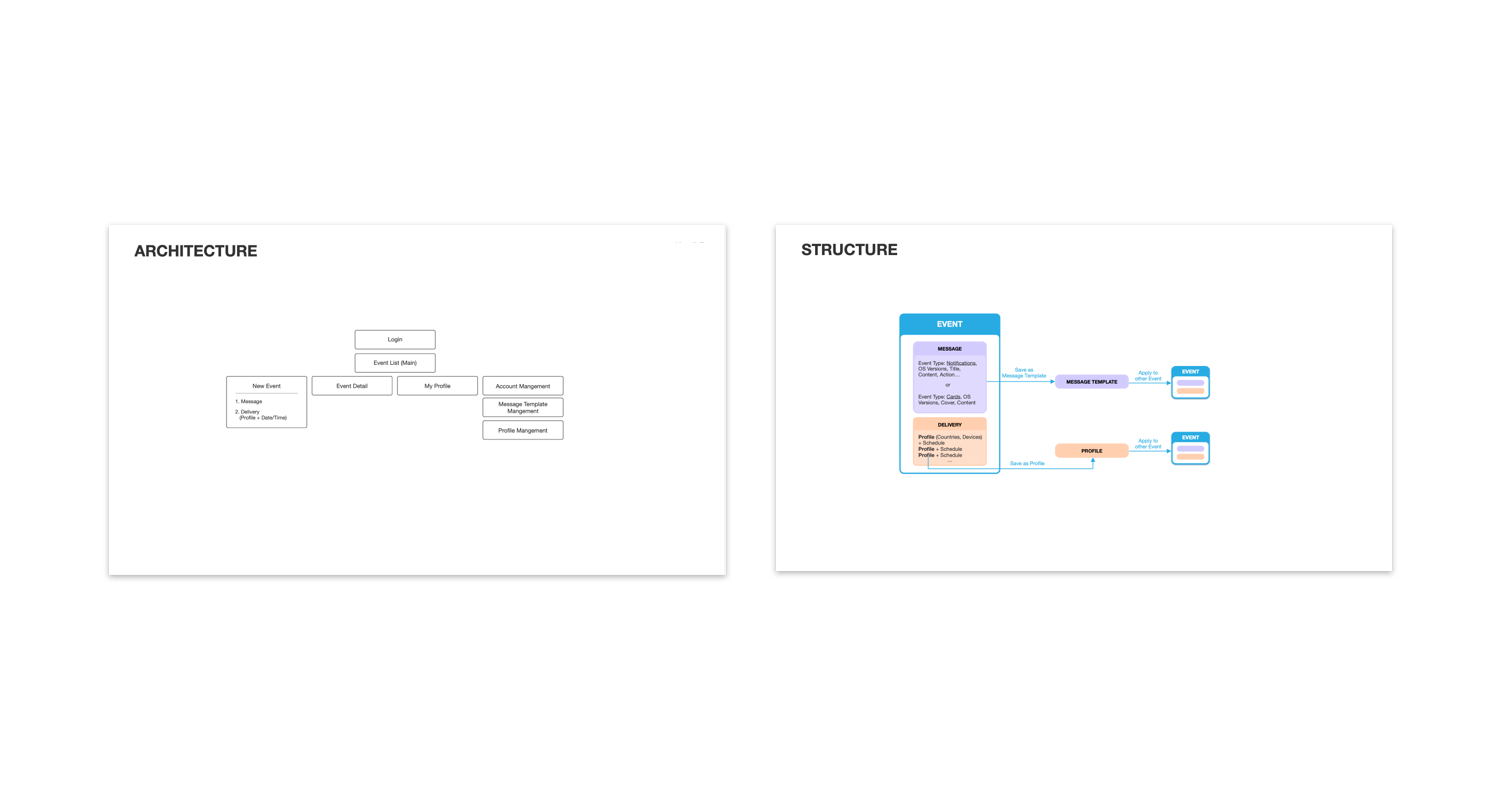 ARCHITECTURE
Login
Event List (Main)
New Event
1. Message
2. Delivery
(Profile + Date/Time)
Event Detail
My Profile
Account Mangement
Message Template
Mangement
Profile Mangement
STRUCTURE
EVENT
MESSAGE
Event Type: Notifications,
OS Versions, Title,
Content, Action…
or
Event Type: Cards, OS
Versions, Cover, Content
DELIVERY
Profile (Countries, Devices)
+ Schedule
Profile + Schedule
Profile + Schedule
…
Save as
Message Template
MESSAGE TEMPLATE
Apply to
other Event
EVENT
Save as Profile
PROFILE
Apply to
other Event
EVENT